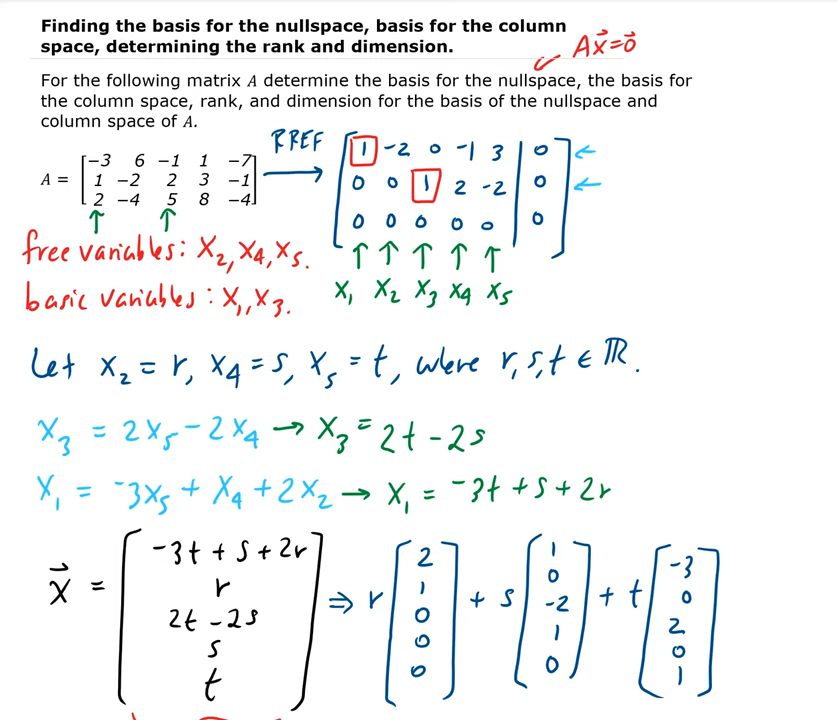 Finding the basis for the nullspace, basis for the column
space, determining the rank and dimension.
Ax⃗=0⃗
For the following matrix A determine the basis for the nullspace, the basis for
the column space, rank, and dimension for the basis of the nullspace and
column space of A.
A = [ -3 6 -1 1 -7
1 -2 2 3 -1
2 -4 5 8 -4 ]
RREF →
[ 1 -2 0 -1 3 | 0 ] ←
[ 0 0 1 2 -2 | 0 ] ←
[ 0 0 0 0 0 | 0 ]
↑ ↑
↑ ↑ ↑ ↑ ↑
x₁ x₂ x₃ x₄ x₅
free variables: x₂, x₄, x₅.
basic variables: x₁, x₃.
Let x₂ = r, x₄ = s, x₅ = t, where r, s, t ∈ ℝ.
x₃ = 2x₅ - 2x₄ → x₃ = 2t - 2s
x₁ = -3x₅ + x₄ + 2x₂ → x₁ = -3t + s + 2r
x⃗ = [ -3t + s + 2r
r
2t - 2s
s
t ]
⇒ r [ 2 1 0 0 0 ] + s [ 1 0 -2 1 0 ] + t [ -3 0 2 0 1 ]